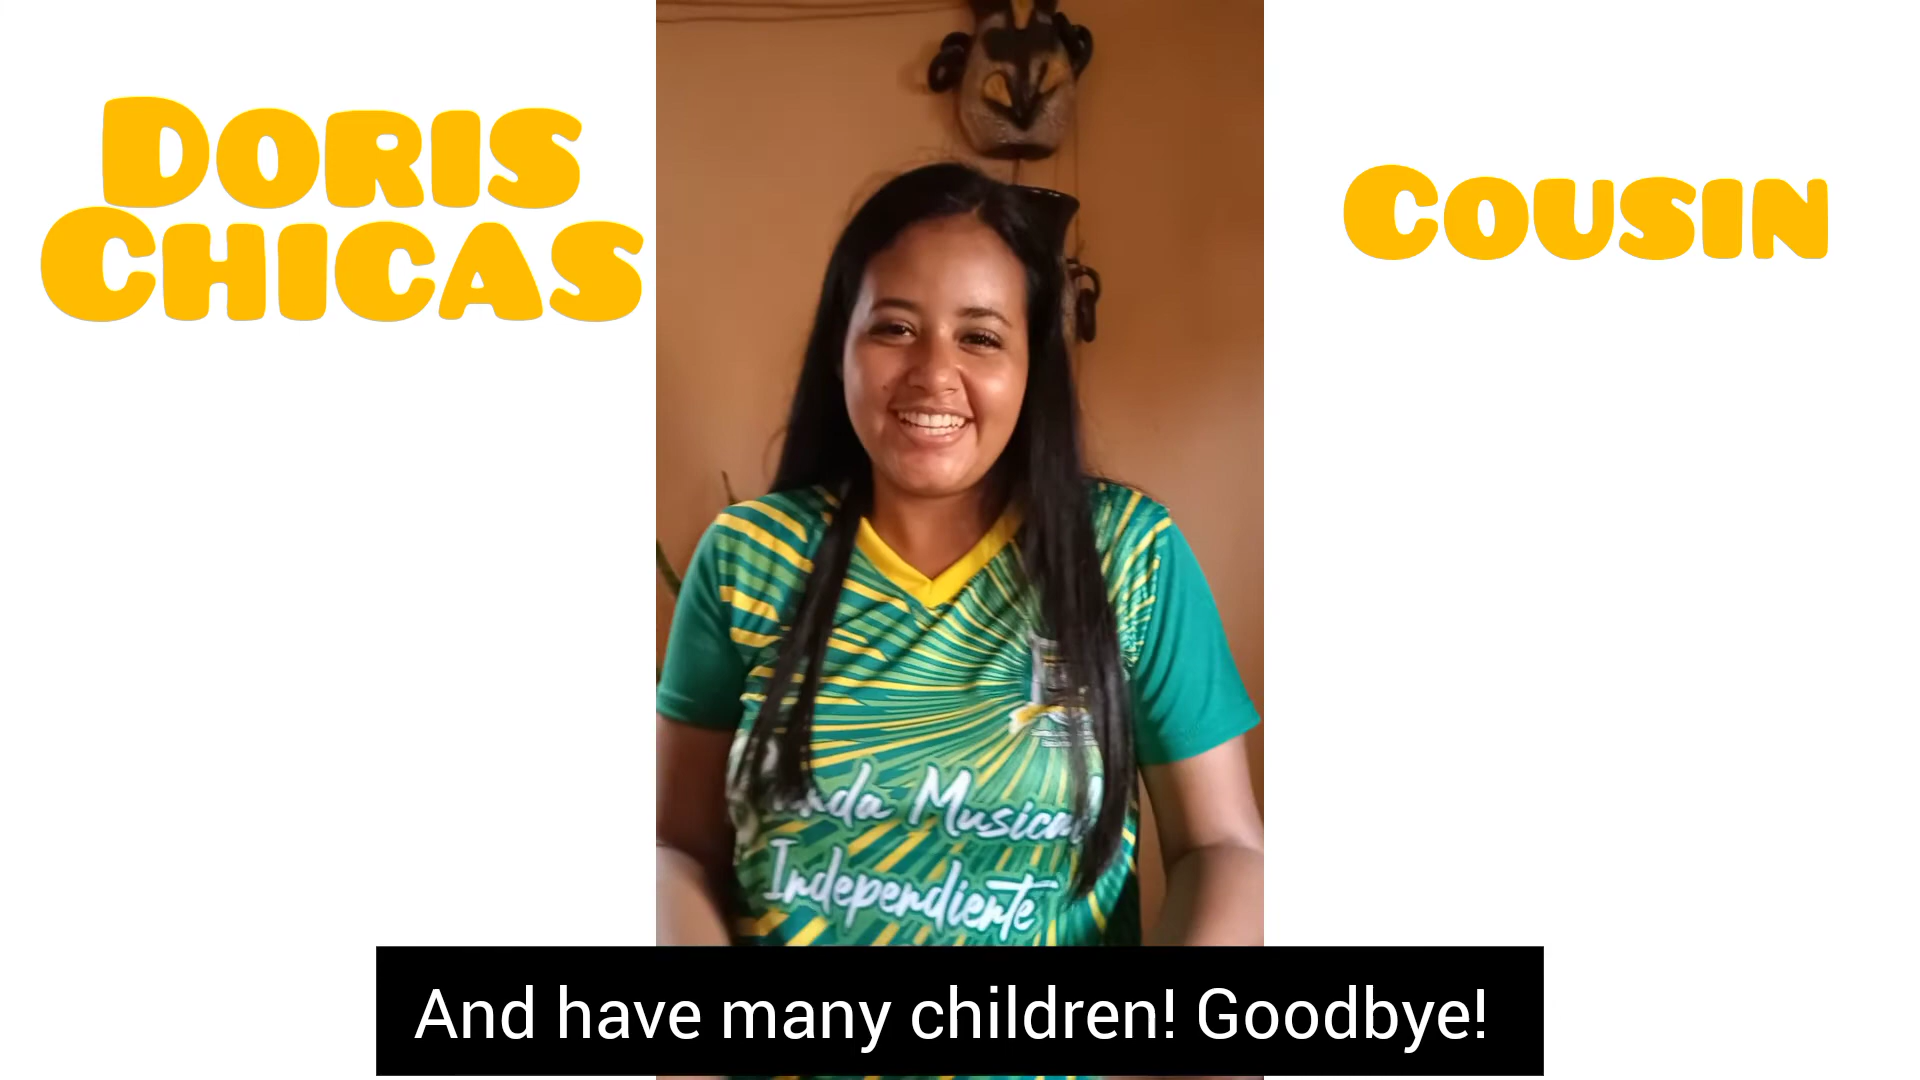 DORIS
CHICAS
COUSIN
Musical
Independiente
And have many children! Goodbye!